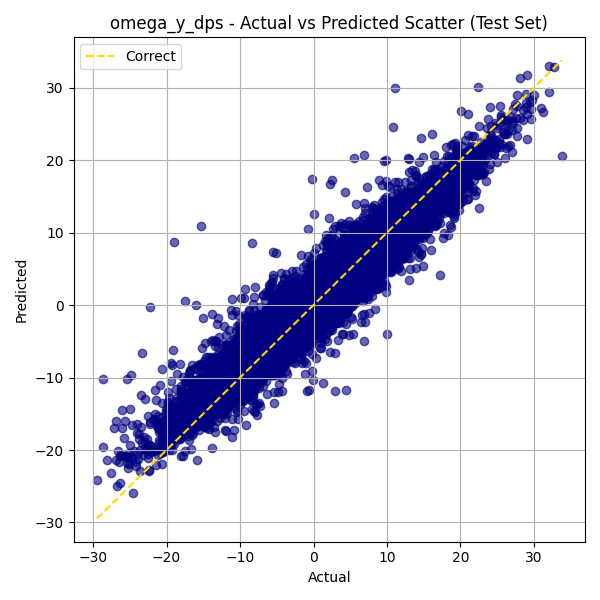 omega_y_dps - Actual vs Predicted Scatter (Test Set)
Correct
30
20
10
0
−10
−20
−30
Predicted
−30 −20 −10 0 10 20 30
Actual